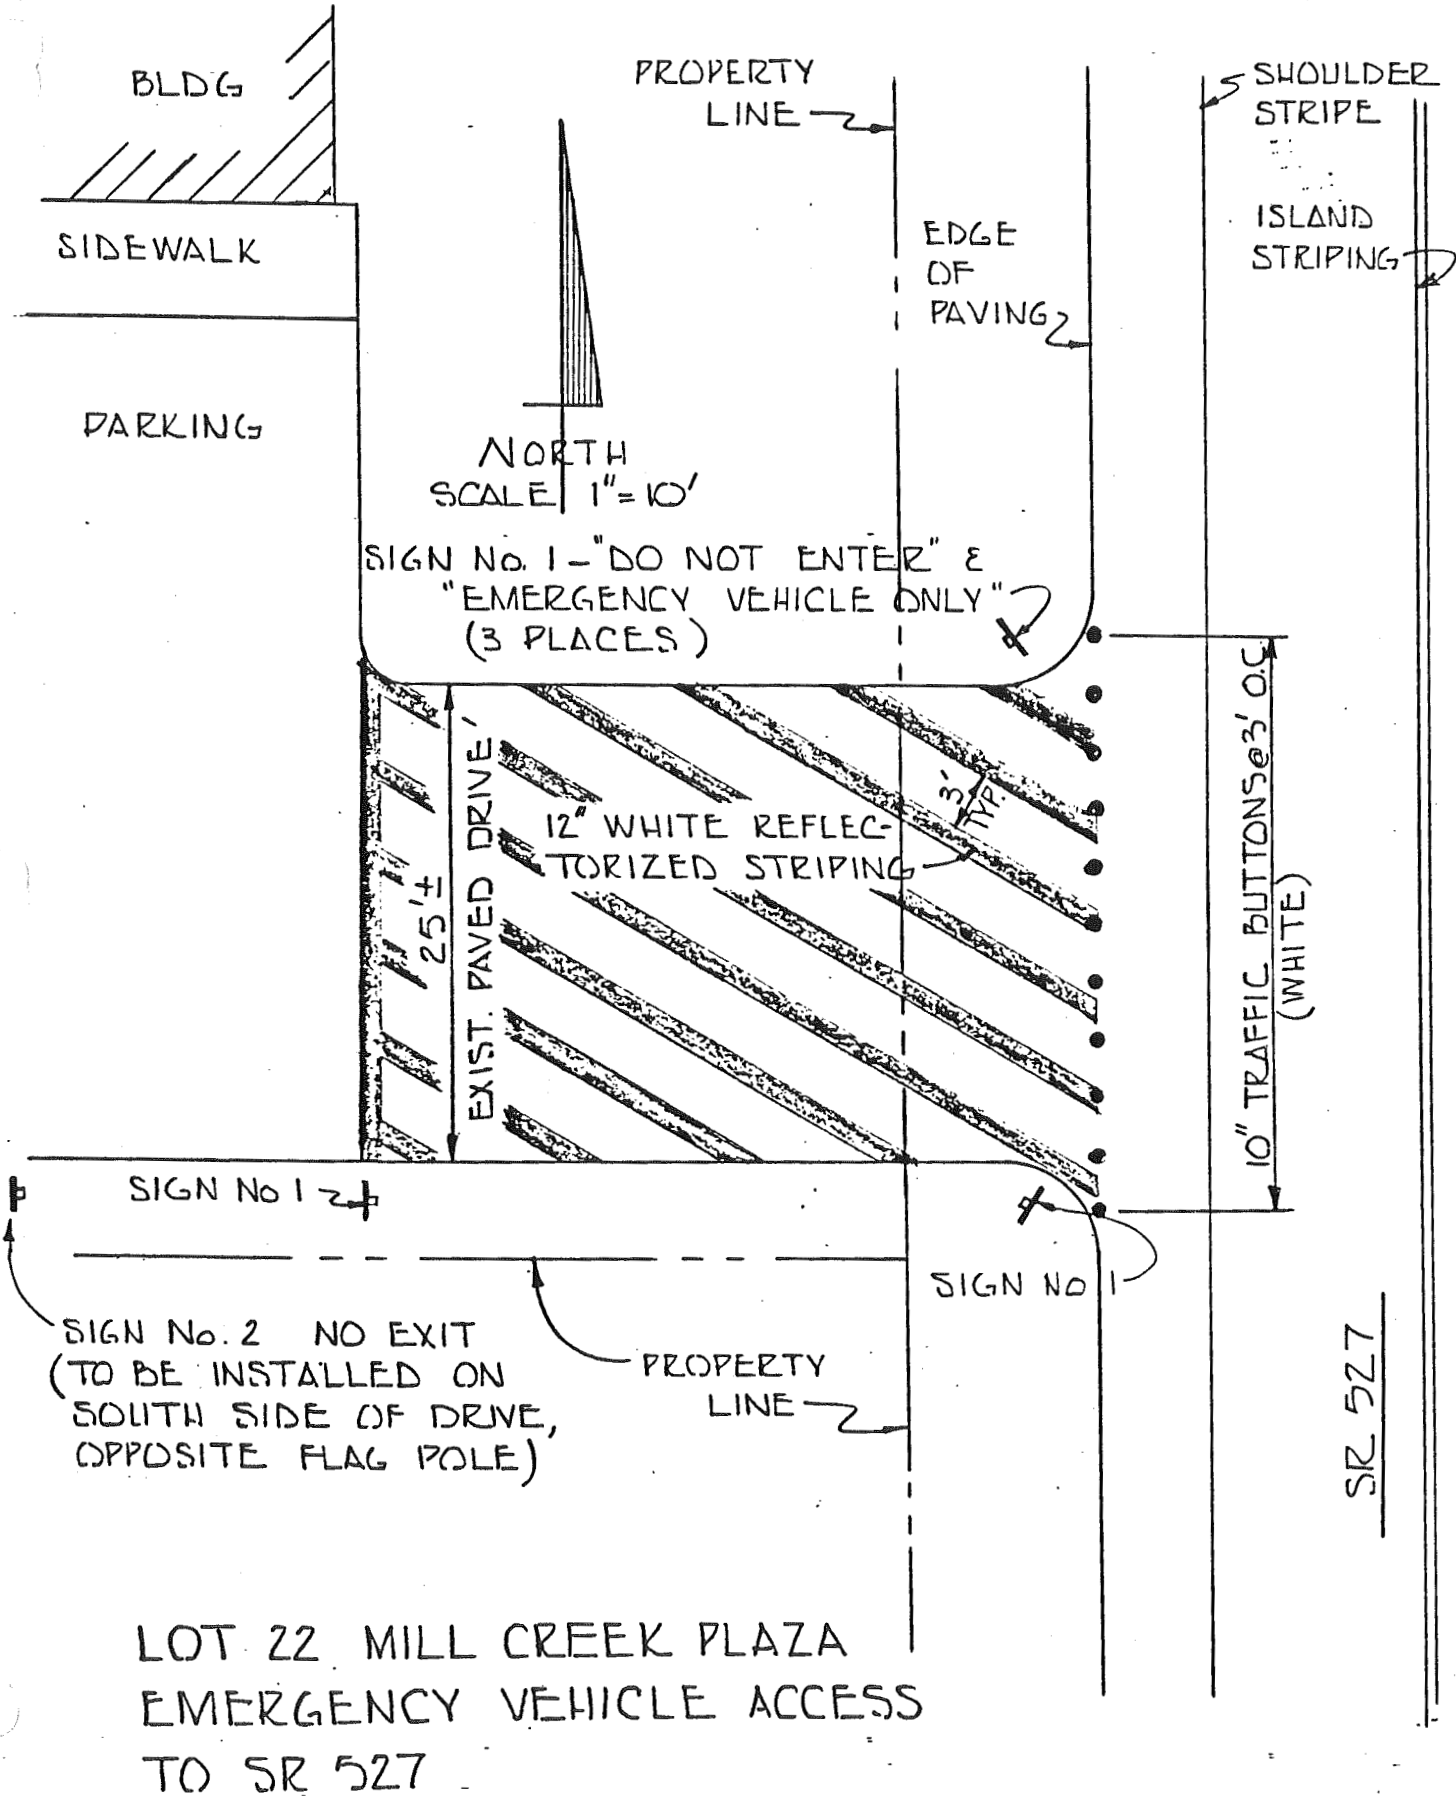 BLDG
PROPERTY
LINE
SHOULDER
STRIPE
SIDEWALK
EDGE
OF
PAVING
ISLAND
STRIPING
PARKING
NORTH
SCALE 1"=10'
SIGN No. 1 - "DO NOT ENTER" &
"EMERGENCY VEHICLE ONLY"
(3 PLACES)
3'
TYP.
12" WHITE REFLEC-
TORIZED STRIPING
25'±
EXIST. PAVED DRIVE
10" TRAFFIC BUTTONS @ 3' O.C.
(WHITE)
SIGN No 1
SIGN No 1
SIGN No. 2 NO EXIT
(TO BE INSTALLED ON
SOUTH SIDE OF DRIVE,
OPPOSITE FLAG POLE)
PROPERTY
LINE
SR 527
LOT 22 MILL CREEK PLAZA
EMERGENCY VEHICLE ACCESS
TO SR 527